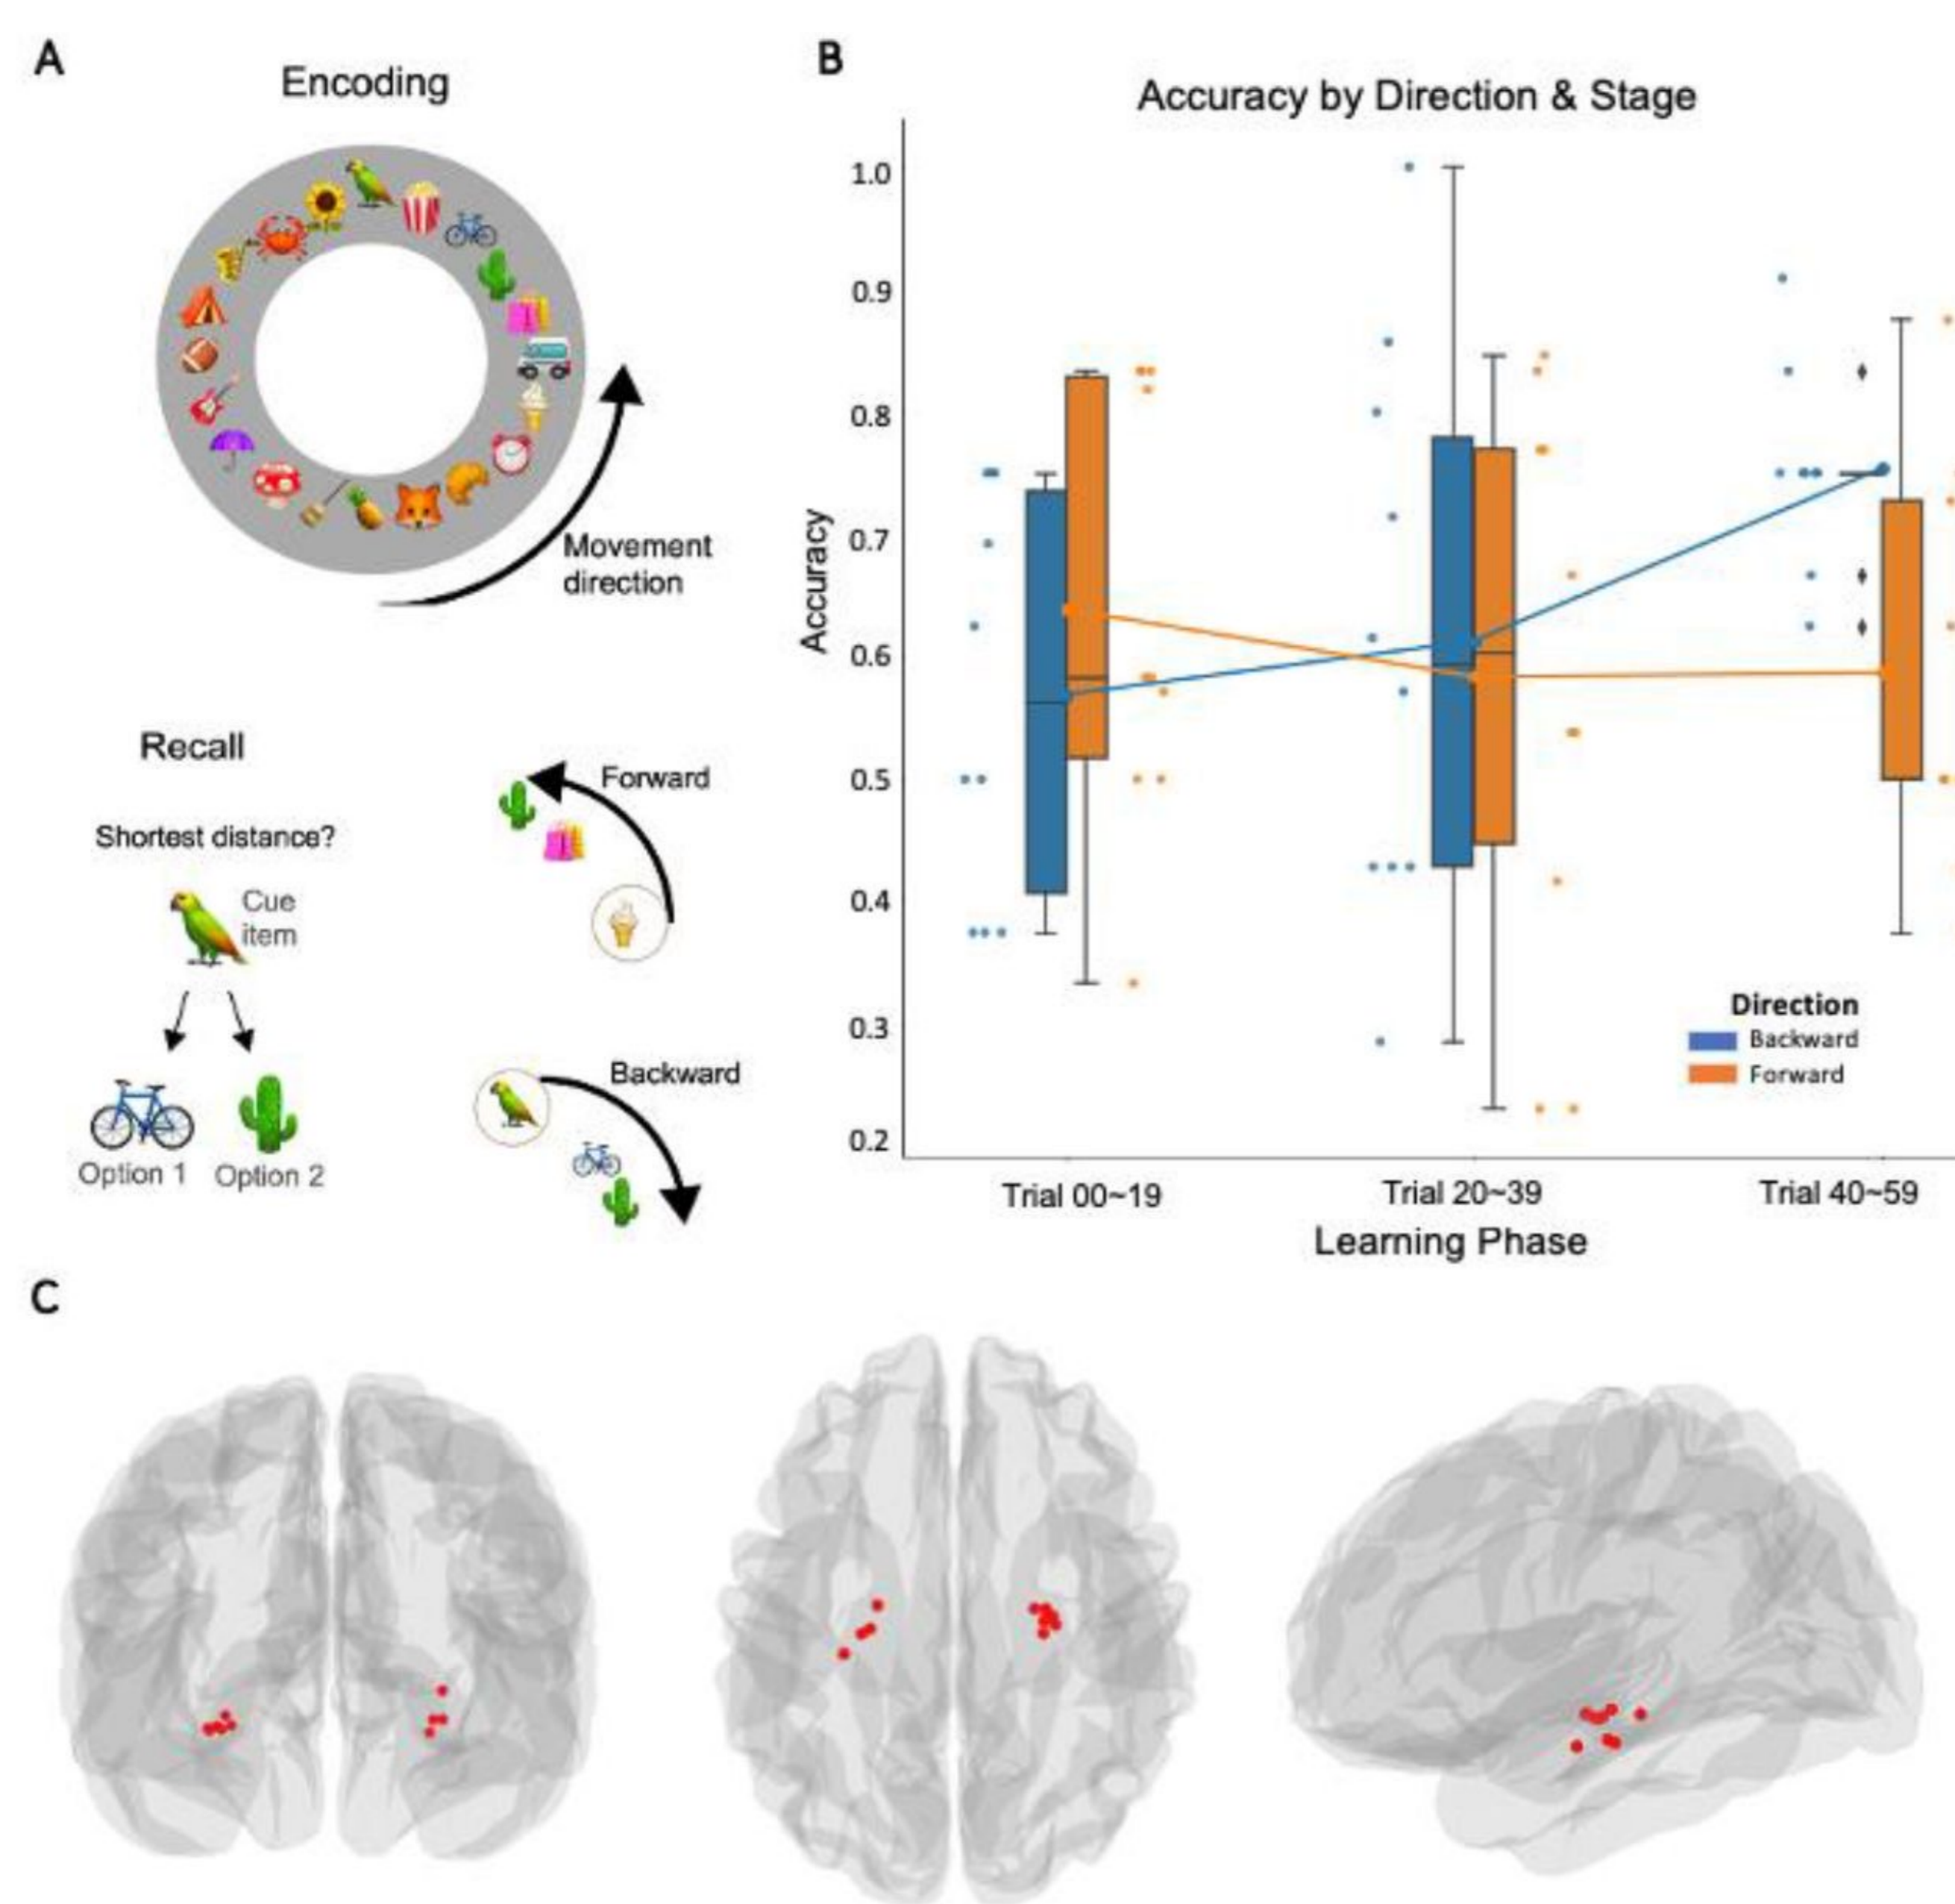 A
Encoding
Movement
direction
Recall
Shortest distance?
Cue
item
Option 1
Option 2
Forward
Backward
B
Accuracy by Direction & Stage
Accuracy
1.0
0.9
0.8
0.7
0.6
0.5
0.4
0.3
0.2
Direction
Backward
Forward
Trial 00~19
Trial 20~39
Trial 40~59
Learning Phase
C